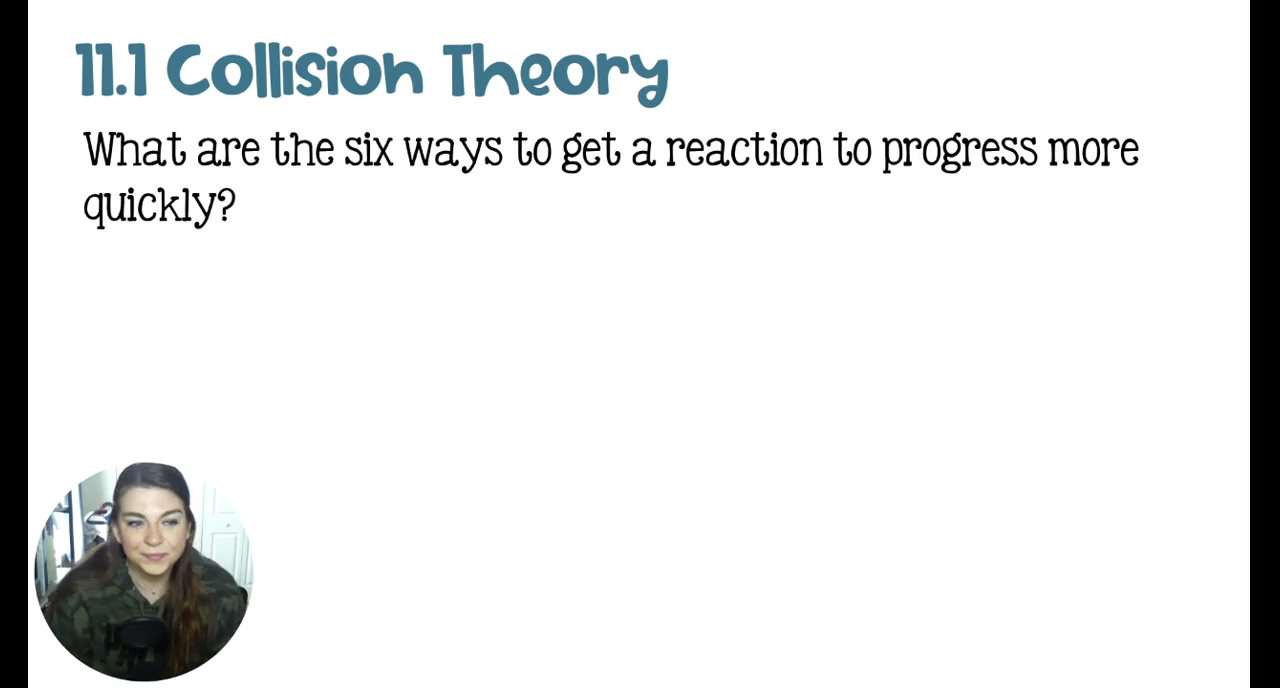 11.1 Collision Theory
What are the six ways to get a reaction to progress more
quickly?